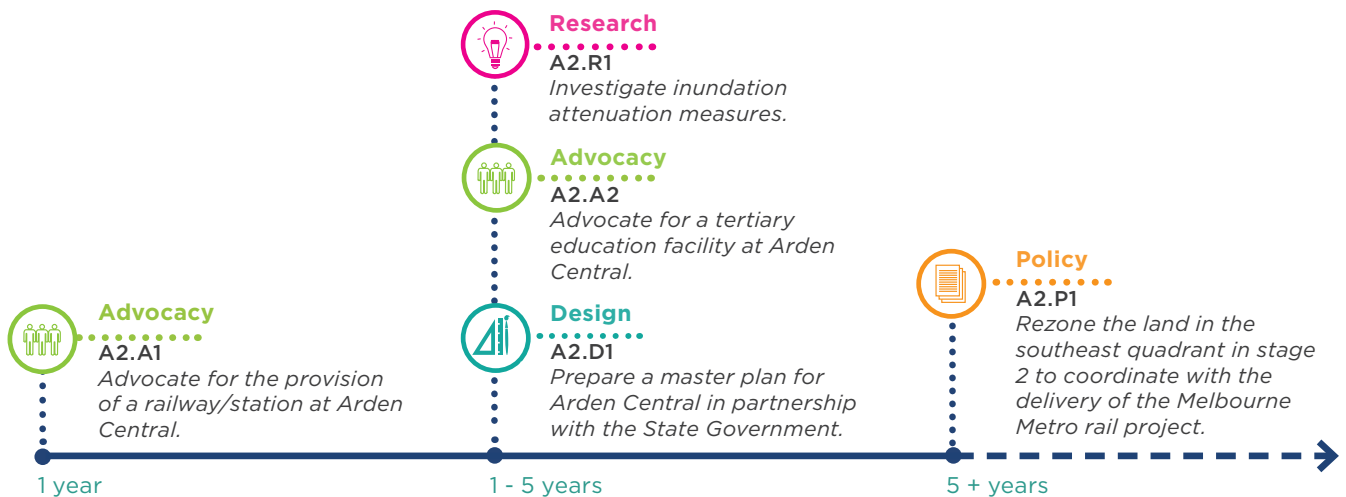 Research
A2.R1
Investigate inundation
attenuation measures.
Advocacy
A2.A2
Advocate for a tertiary
education facility at Arden
Central.
Design
A2.D1
Prepare a master plan for
Arden Central in partnership
with the State Government.
Advocacy
A2.A1
Advocate for the provision
of a railway/station at Arden
Central.
Policy
A2.P1
Rezone the land in the
southeast quadrant in stage
2 to coordinate with the
delivery of the Melbourne
Metro rail project.
1 year
1 - 5 years
5 + years